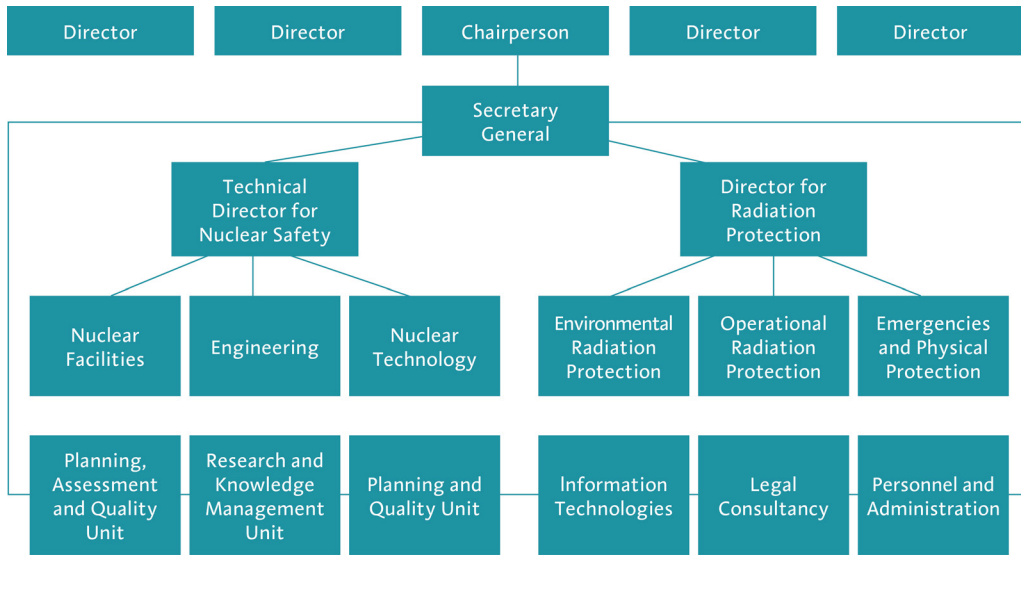 Director
Director
Chairperson
Director
Director
Secretary
General
Technical
Director for
Nuclear Safety
Director for
Radiation
Protection
Nuclear
Facilities
Engineering
Nuclear
Technology
Environmental
Radiation
Protection
Operational
Radiation
Protection
Emergencies
and Physical
Protection
Planning,
Assessment
and Quality
Unit
Research and
Knowledge
Management
Unit
Planning and
Quality Unit
Information
Technologies
Legal
Consultancy
Personnel and
Administration